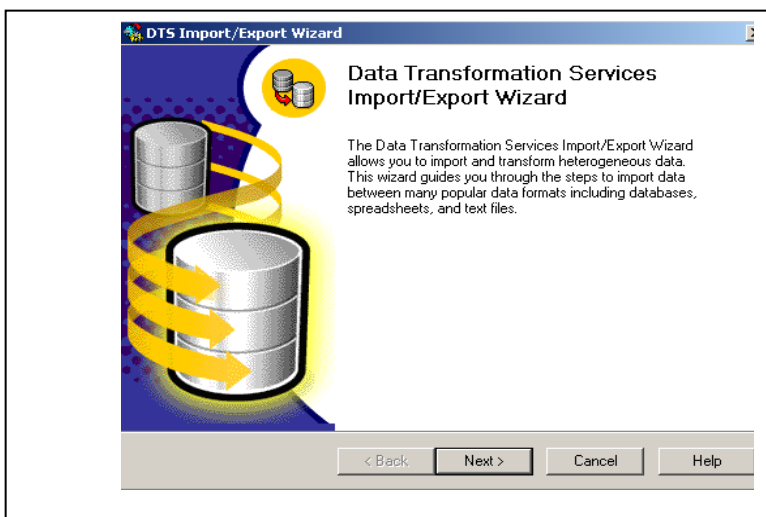 DTS Import/Export Wizard
Data Transformation Services
Import/Export Wizard
The Data Transformation Services Import/Export Wizard
allows you to import and transform heterogeneous data.
This wizard guides you through the steps to import data
between many popular data formats including databases,
spreadsheets, and text files.
< Back Next > Cancel Help